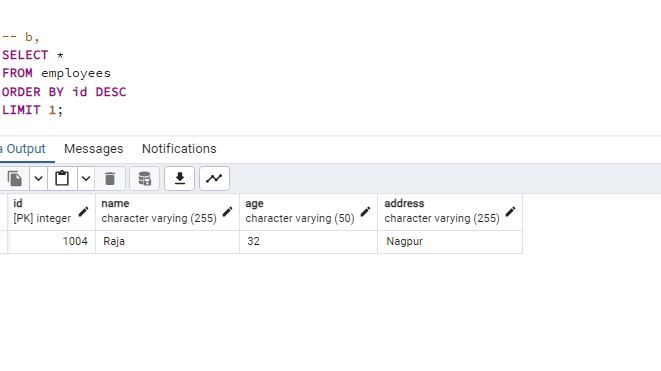 -- b,
SELECT *
FROM employees
ORDER BY id DESC
LIMIT 1;
Output Messages Notifications
id name age address
[PK] integer character varying (255) character varying (50) character varying (255)
1004 Raja 32 Nagpur